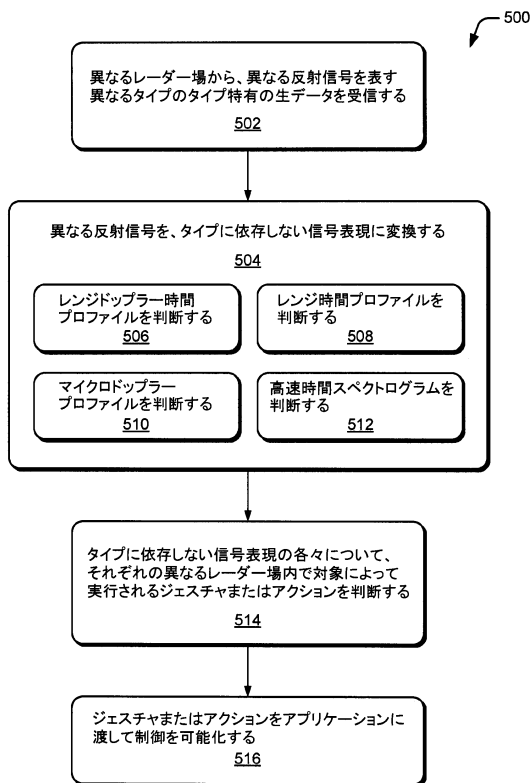 500
異なるレーダー場から、異なる反射信号を表す
異なるタイプのタイプ特有の生データを受信する
502
異なる反射信号を、タイプに依存しない信号表現に変換する
504
レンジドップラー時間
プロファイルを判断する
506
レンジ時間プロファイルを
判断する
508
マイクロドップラー
プロファイルを判断する
510
高速時間スペクトログラムを
判断する
512
タイプに依存しない信号表現の各々について、
それぞれの異なるレーダー場内で対象によって
実行されるジェスチャまたはアクションを判断する
514
ジェスチャまたはアクションをアプリケーションに
渡して制御を可能化する
516